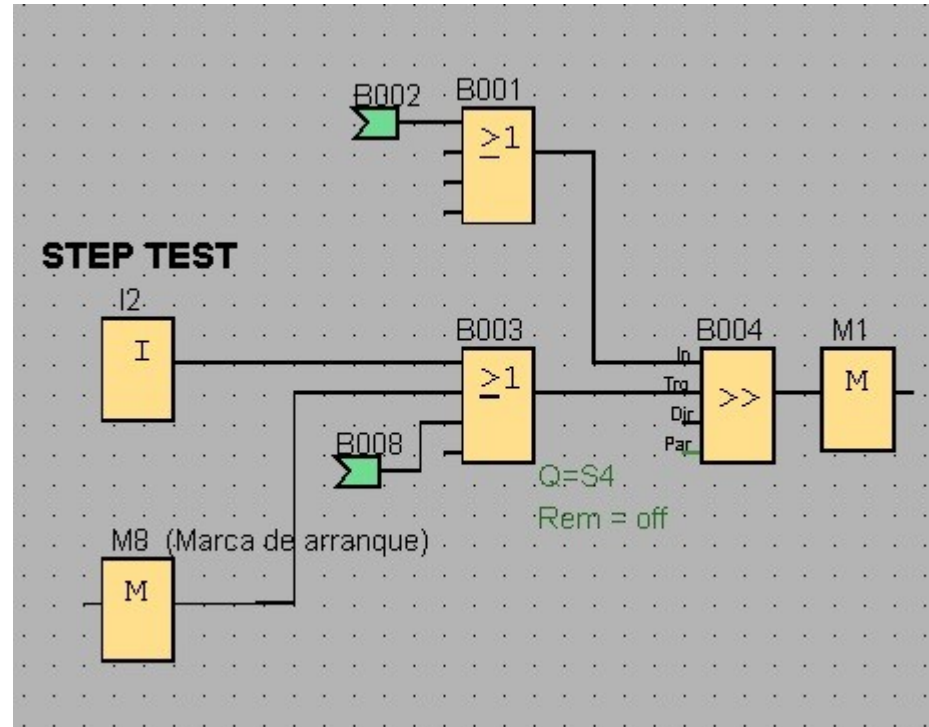 B002 B001
≥1
STEP TEST
I2
I
B003
≥1
B004
In
Trg
Dir
Par
>>
M1
M
B008
Q=S4
Rem = off
M8 (Marca de arranque)
M